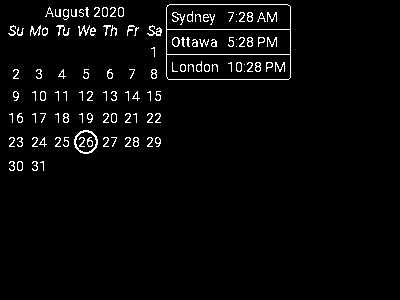 August 2020
Su Mo Tu We Th Fr Sa
1
2 3 4 5 6 7 8
9 10 11 12 13 14 15
16 17 18 19 20 21 22
23 24 25 26 27 28 29
30 31
Sydney 7:28 AM
Ottawa 5:28 PM
London 10:28 PM